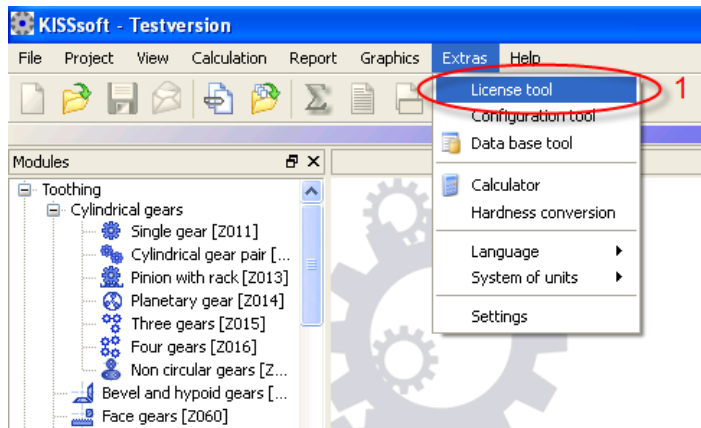 KISSsoft - Testversion
File Project View Calculation Report Graphics Extras Help
License tool
1
Configuration tool
Data base tool
Calculator
Hardness conversion
Language
System of units
Settings
Modules
Toothing
Cylindrical gears
Single gear [Z011]
Cylindrical gear pair [...
Pinion with rack [Z013]
Planetary gear [Z014]
Three gears [Z015]
Four gears [Z016]
Non circular gears [Z...
Bevel and hypoid gears [...
Face gears [Z060]